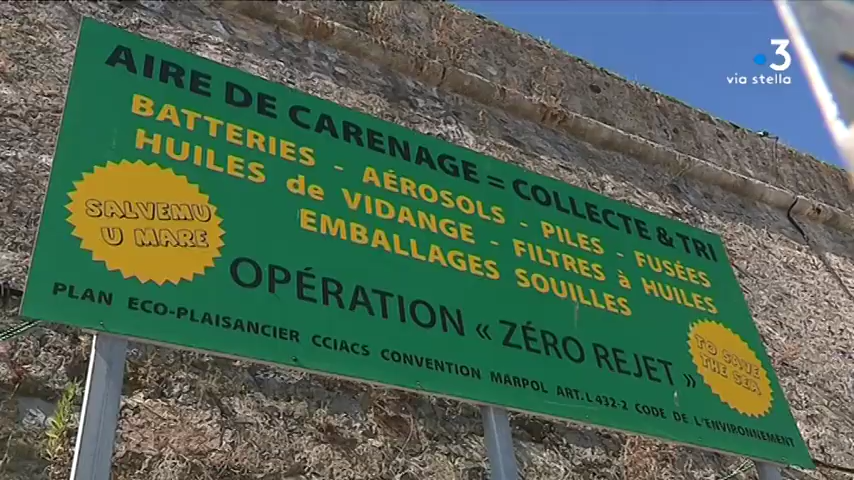 3
via stella
AIRE DE CARENAGE = COLLECTE & TRI
BATTERIES - AÉROSOLS - PILES - FUSÉES
HUILES de VIDANGE - FILTRES à HUILES
EMBALLAGES SOUILLES
SALVEMU
U MARE
OPÉRATION « ZÉRO REJET »
TO SAVE
THE SEA
PLAN ECO-PLAISANCIER CCIACS CONVENTION MARPOL ART.L432-2 CODE DE L'ENVIRONNEMENT